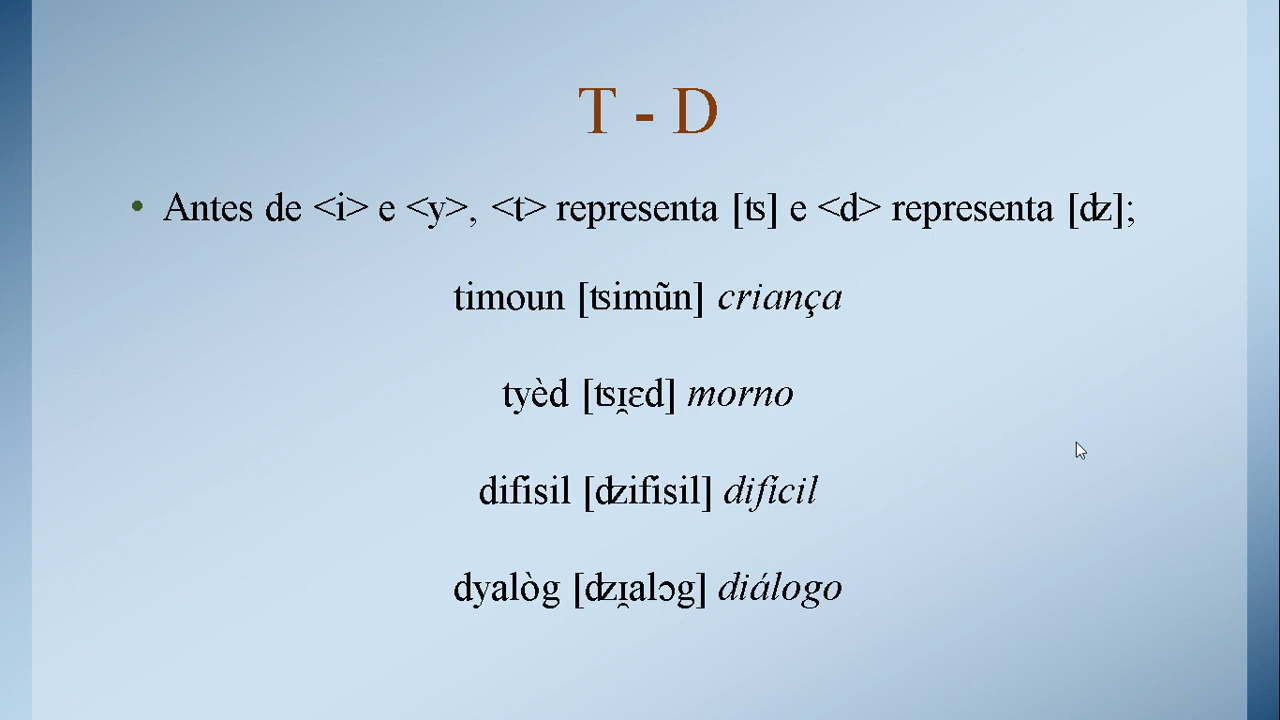 T - D
• Antes de <i> e <y>, <t> representa [ʦ] e <d> representa [ʣ];
timoun [ʦimũn] criança
tyèd [ʦɪ̯ɛd] morno
difisil [ʣifisil] difícil
dyalòg [ʣɪ̯alɔg] diálogo